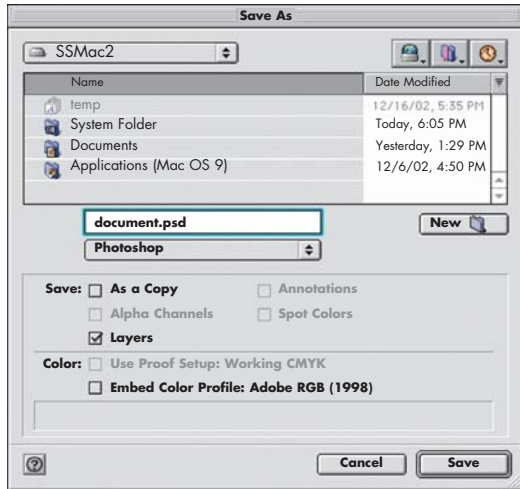 Save As
SSMac2
Name Date Modified
temp 12/16/02, 5:35 PM
System Folder Today, 6:05 PM
Documents Yesterday, 1:29 PM
Applications (Mac OS 9) 12/6/02, 4:50 PM
document.psd New
Photoshop
Save: As a Copy Annotations
Alpha Channels Spot Colors
Layers
Color: Use Proof Setup: Working CMYK
Embed Color Profile: Adobe RGB (1998)
? Cancel Save